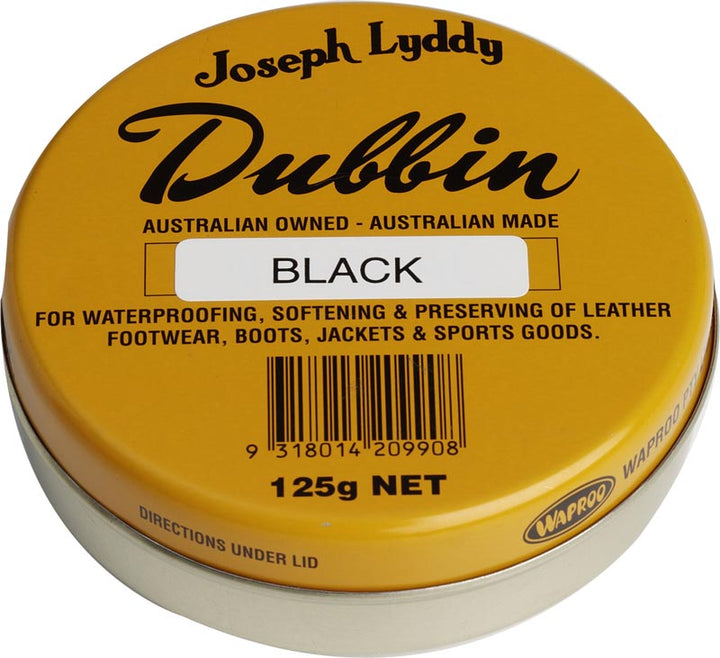 Joseph Lyddy
Dubbin
AUSTRALIAN OWNED - AUSTRALIAN MADE
BLACK
FOR WATERPROOFING, SOFTENING & PRESERVING OF LEATHER
FOOTWEAR, BOOTS, JACKETS & SPORTS GOODS.
9 318014 209908
125g NET
DIRECTIONS UNDER LID
WAPROO
WAPROO